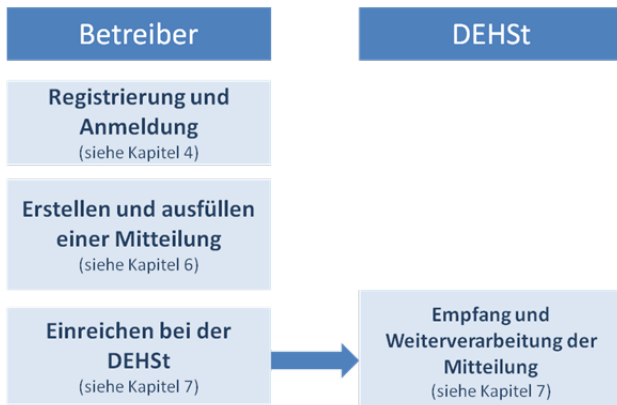 Betreiber
DEHSt
Registrierung und
Anmeldung
(siehe Kapitel 4)
Erstellen und ausfüllen
einer Mitteilung
(siehe Kapitel 6)
Einreichen bei der
DEHSt
(siehe Kapitel 7)
Empfang und
Weiterverarbeitung der
Mitteilung
(siehe Kapitel 7)